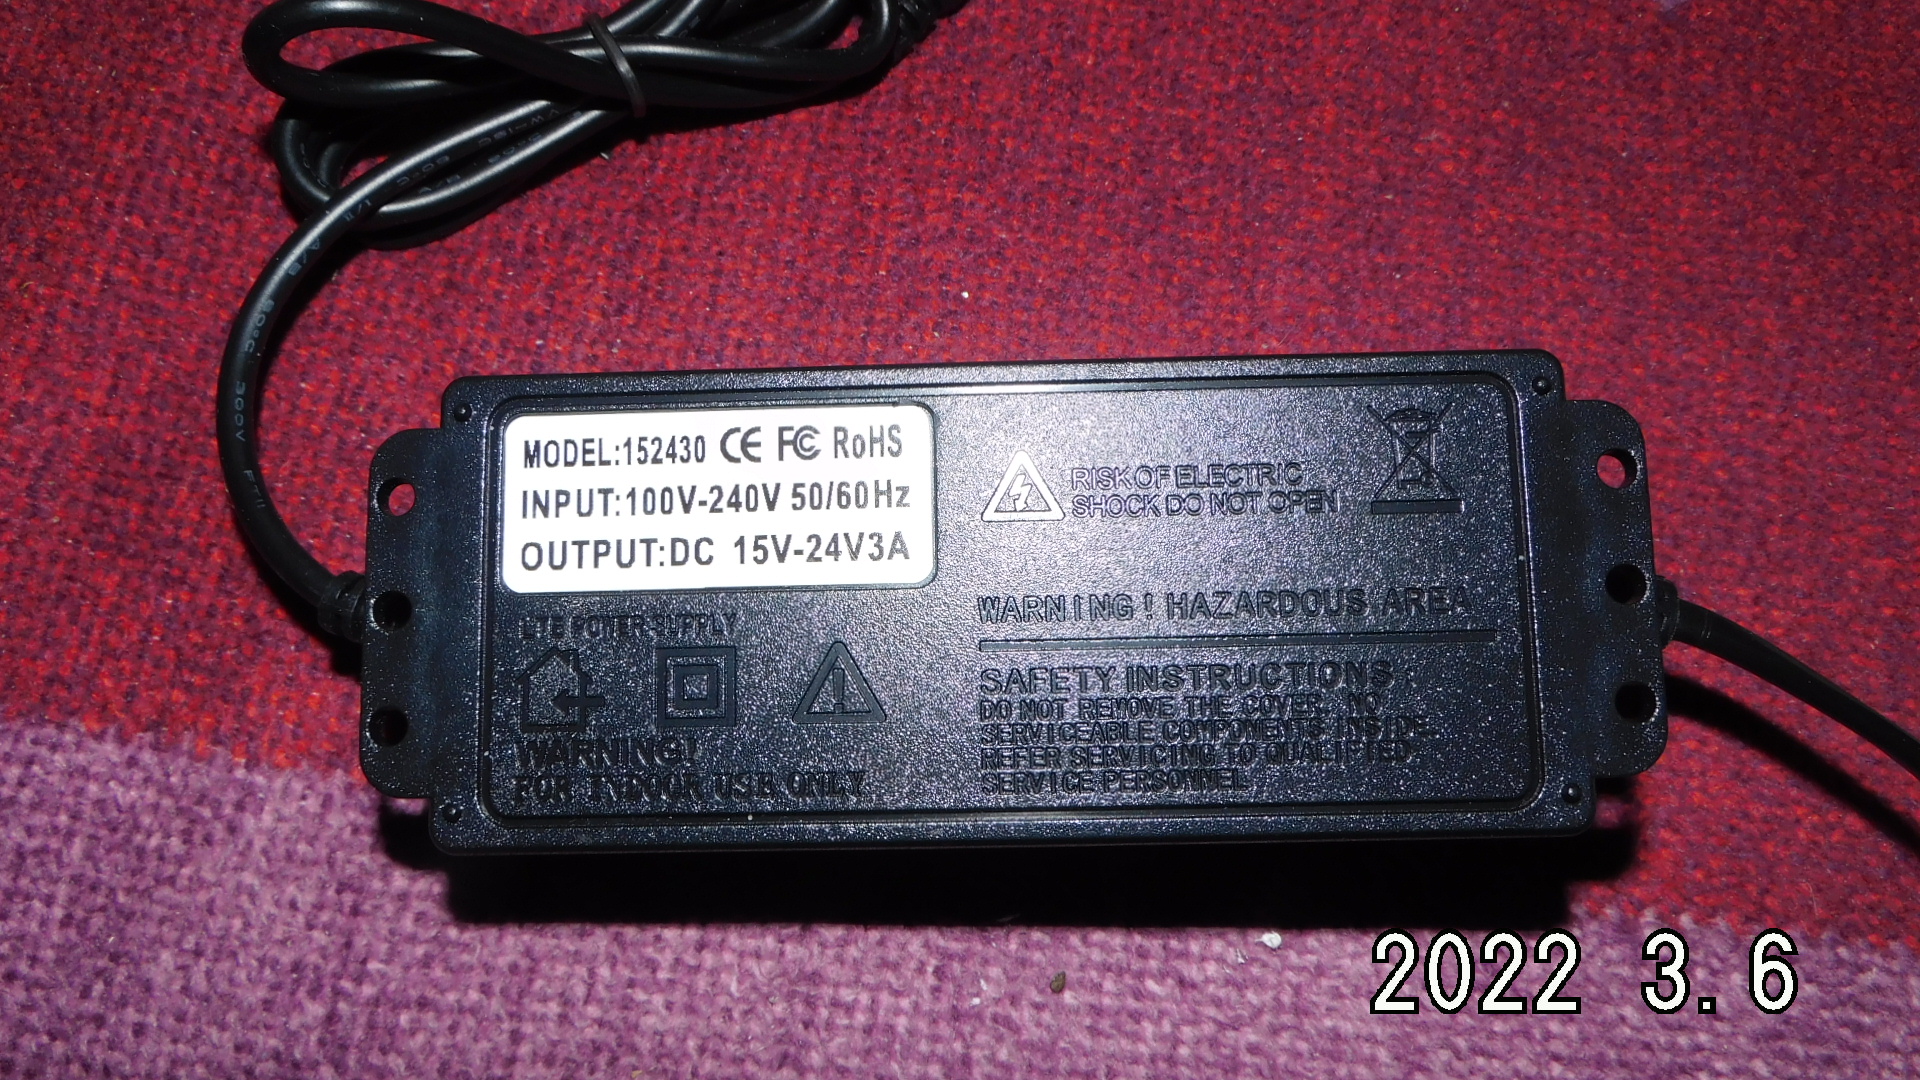 MODEL:152430 CE FC RoHS
INPUT:100V-240V 50/60Hz
OUTPUT:DC 15V-24V3A
RISK OF ELECTRIC
SHOCK DO NOT OPEN
POWER SUPPLY
WARNING!
FOR INDOOR USE ONLY
WARNING! HAZARDOUS AREA
SAFETY INSTRUCTIONS:
DO NOT REMOVE THE COVER. NO
SERVICEABLE COMPONENTS INSIDE.
REFER SERVICING TO QUALIFIED
SERVICE PERSONNEL
60°C 300V
2022 3.6